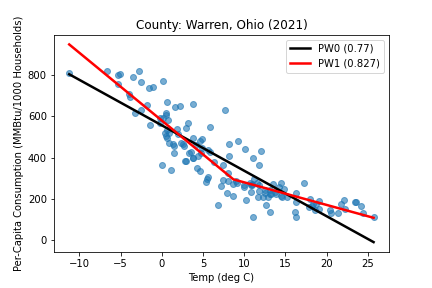 County: Warren, Ohio (2021)
PW0 (0.77)
PW1 (0.827)
Per-Capita Consumption (MMBtu/1000 Households)
800
600
400
200
0
−10 −5 0 5 10 15 20 25
Temp (deg C)